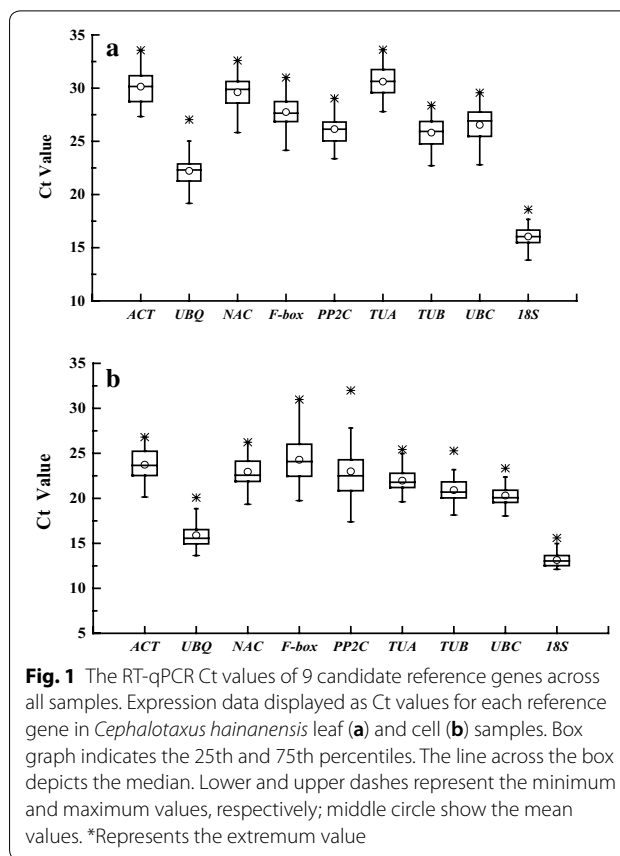 a
35
30
25
20
15
10
Ct Value
ACT UBQ NAC F-box PP2C TUA TUB UBC 18S
b
35
30
25
20
15
10
5
Ct Value
ACT UBQ NAC F-box PP2C TUA TUB UBC 18S
Fig. 1 The RT-qPCR Ct values of 9 candidate reference genes across
all samples. Expression data displayed as Ct values for each reference
gene in Cephalotaxus hainanensis leaf (a) and cell (b) samples. Box
graph indicates the 25th and 75th percentiles. The line across the box
depicts the median. Lower and upper dashes represent the minimum
and maximum values, respectively; middle circle show the mean
values. *Represents the extremum value